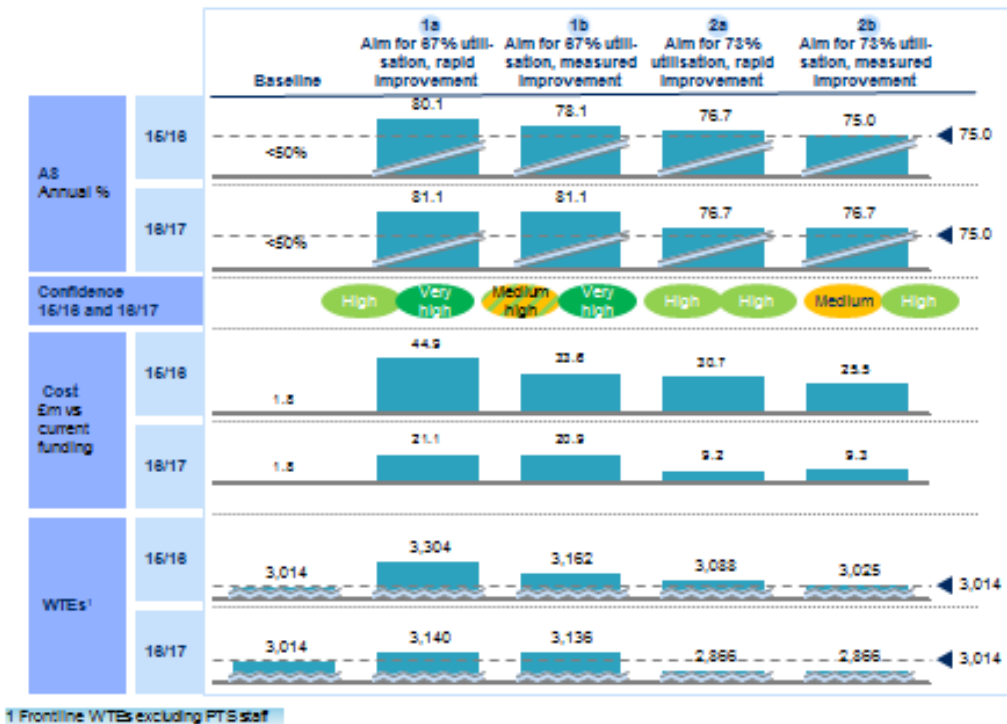 1a
Aim for 67% utili-
sation, rapid
improvement
1b
Aim for 67% utili-
sation, measured
improvement
2a
Aim for 73%
utilisation, rapid
improvement
2b
Aim for 73% utili-
sation, measured
improvement
Baseline
A8
Annual %
15/16
<50%
80.1
78.1
76.7
75.0
75.0
16/17
<50%
81.1
81.1
76.7
76.7
75.0
Confidence
15/16 and 16/17
High
Very
high
Medium
high
Very
high
High
High
Medium
High
Cost
£m vs
current
funding
15/16
1.8
44.9
33.6
30.7
25.5
16/17
1.8
21.1
20.9
9.2
9.3
WTEs¹
15/16
3,014
3,304
3,162
3,088
3,025
3,014
16/17
3,014
3,140
3,136
2,866
2,866
3,014
1 Frontline WTEs excluding PTS staff